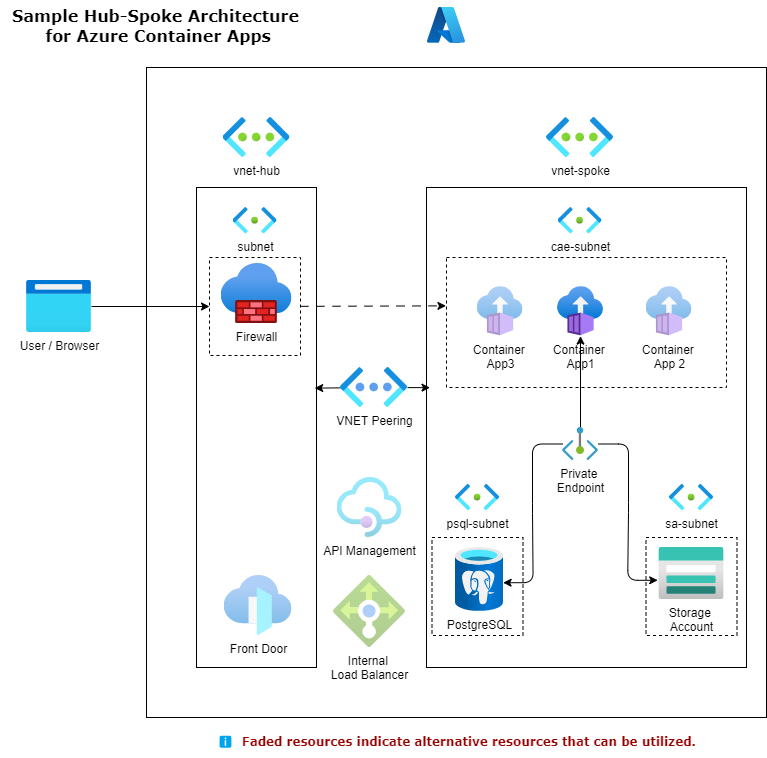 Sample Hub-Spoke Architecture
for Azure Container Apps
vnet-hub
vnet-spoke
subnet
cae-subnet
Firewall
User / Browser
Container
App3
Container
App1
Container
App 2
VNET Peering
Private
Endpoint
psql-subnet
sa-subnet
API Management
PostgreSQL
Storage
Account
Front Door
Internal
Load Balancer
i Faded resources indicate alternative resources that can be utilized.